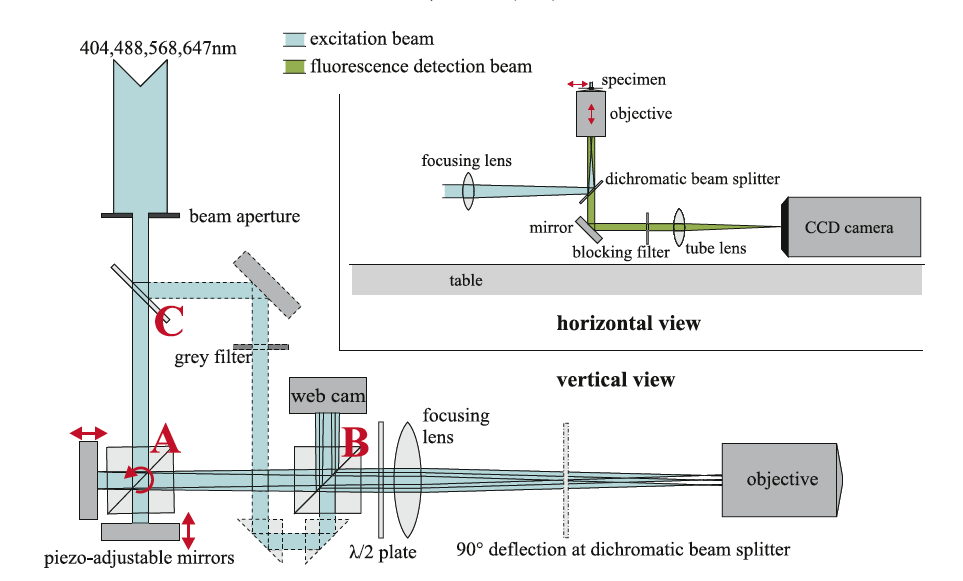 404,488,568,647nm
excitation beam
fluorescence detection beam
specimen
objective
focusing lens
dichromatic beam splitter
mirror
blocking filter
tube lens
CCD camera
table
horizontal view
vertical view
beam aperture
C
grey filter
web cam
A
B
focusing
lens
objective
piezo-adjustable mirrors
λ/2 plate
90° deflection at dichromatic beam splitter